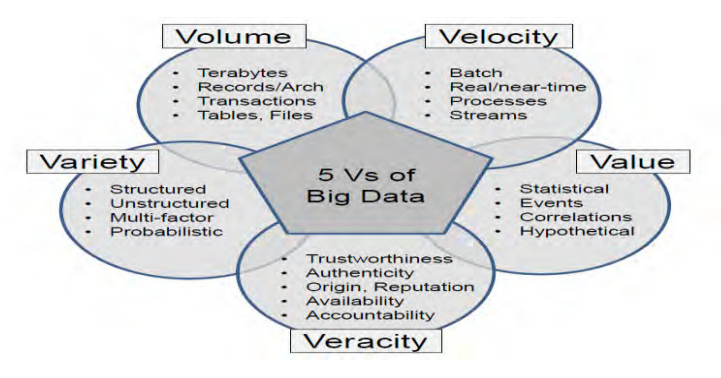 Volume
• Terabytes
• Records/Arch
• Transactions
• Tables, Files
Velocity
• Batch
• Real/near-time
• Processes
• Streams
Variety
• Structured
• Unstructured
• Multi-factor
• Probabilistic
5 Vs of
Big Data
Value
• Statistical
• Events
• Correlations
• Hypothetical
• Trustworthiness
• Authenticity
• Origin, Reputation
• Availability
• Accountability
Veracity